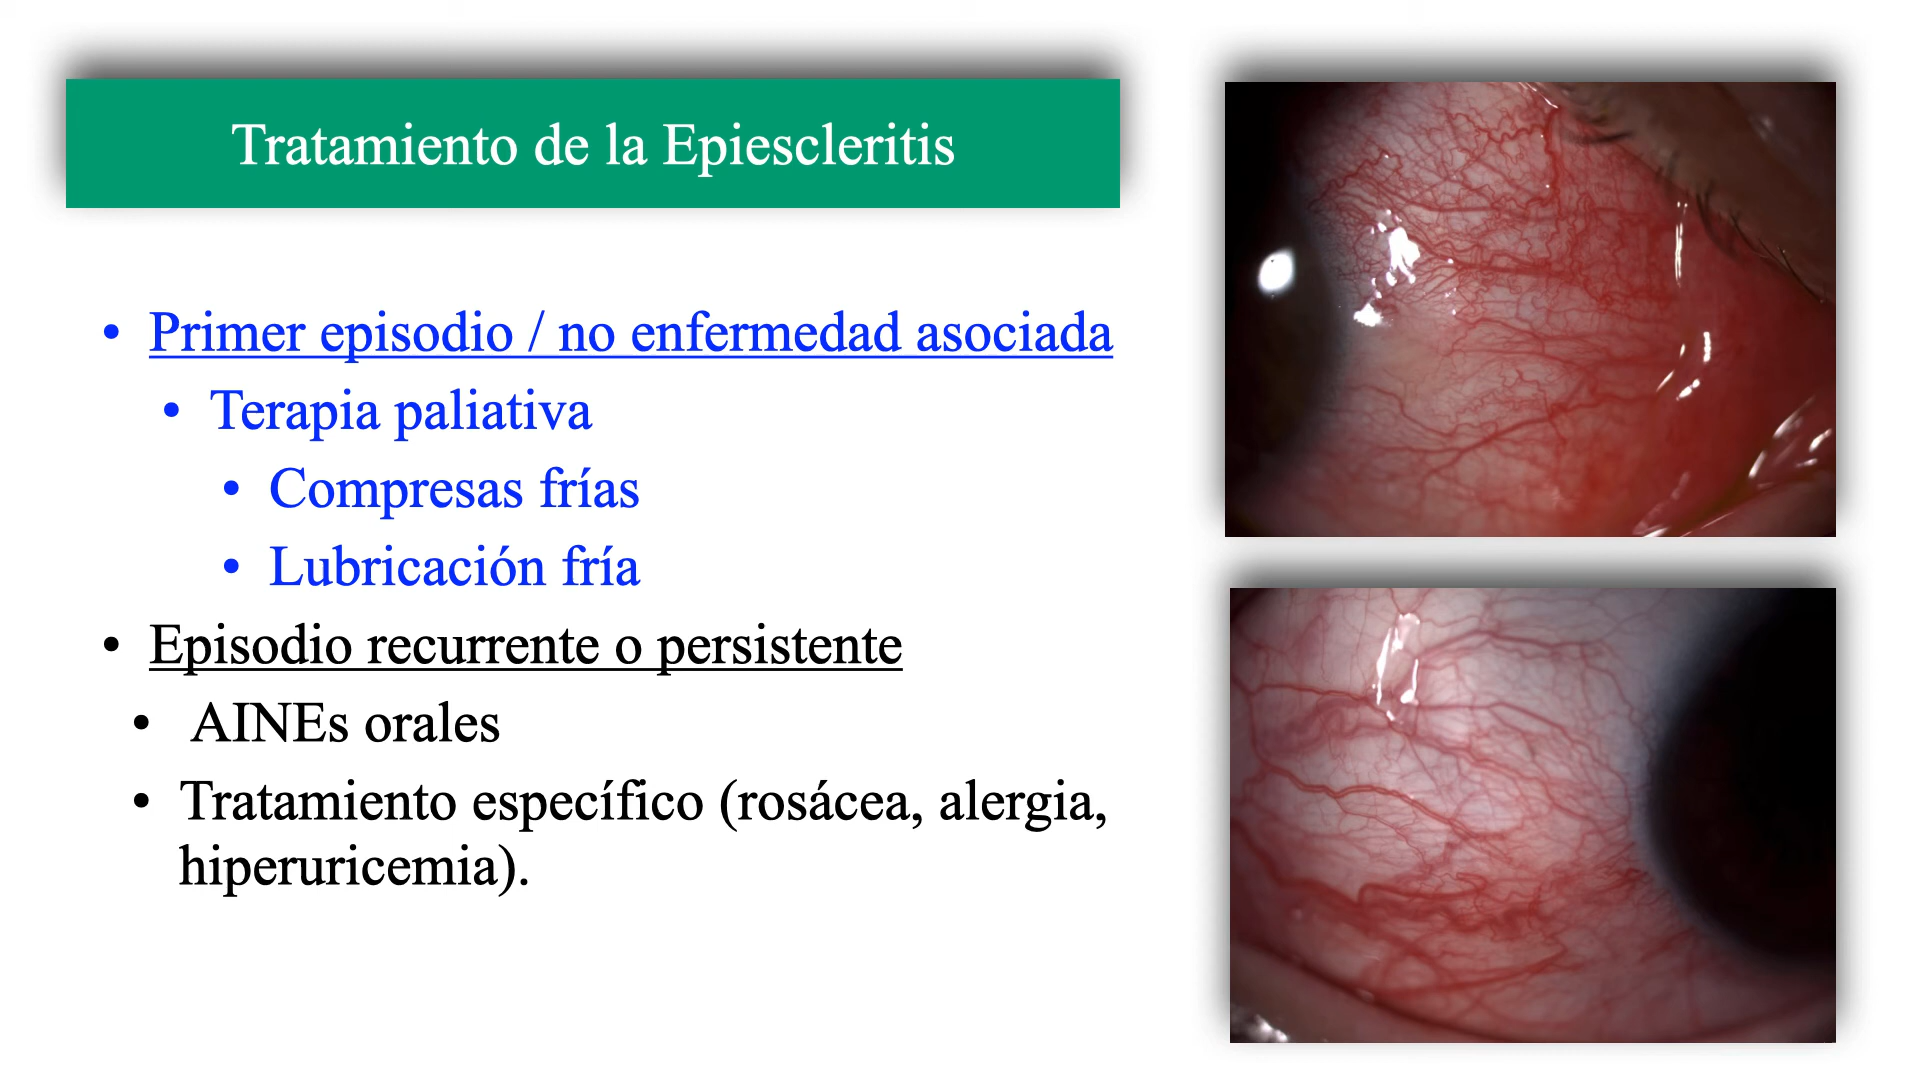 Tratamiento de la Epiescleritis
• Primer episodio / no enfermedad asociada
• Terapia paliativa
• Compresas frías
• Lubricación fría
• Episodio recurrente o persistente
• AINEs orales
• Tratamiento específico (rosácea, alergia,
hiperuricemia).